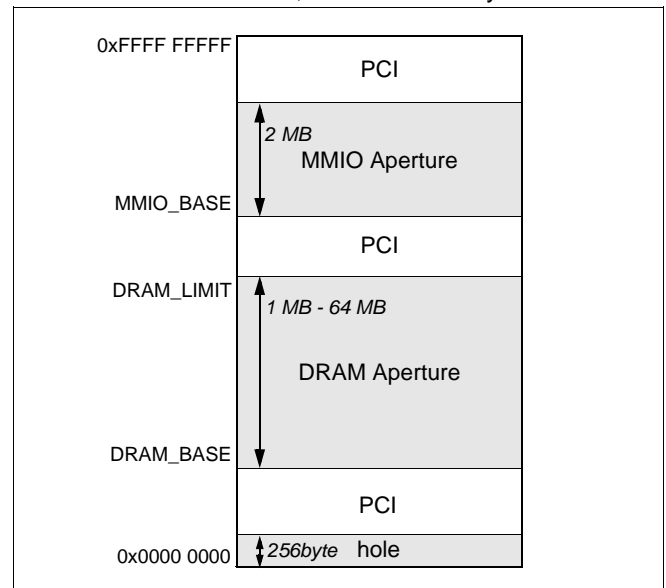 0xFFFF FFFFF
PCI
2 MB
MMIO Aperture
MMIO_BASE
PCI
DRAM_LIMIT
1 MB - 64 MB
DRAM Aperture
DRAM_BASE
PCI
256byte hole
0x0000 0000